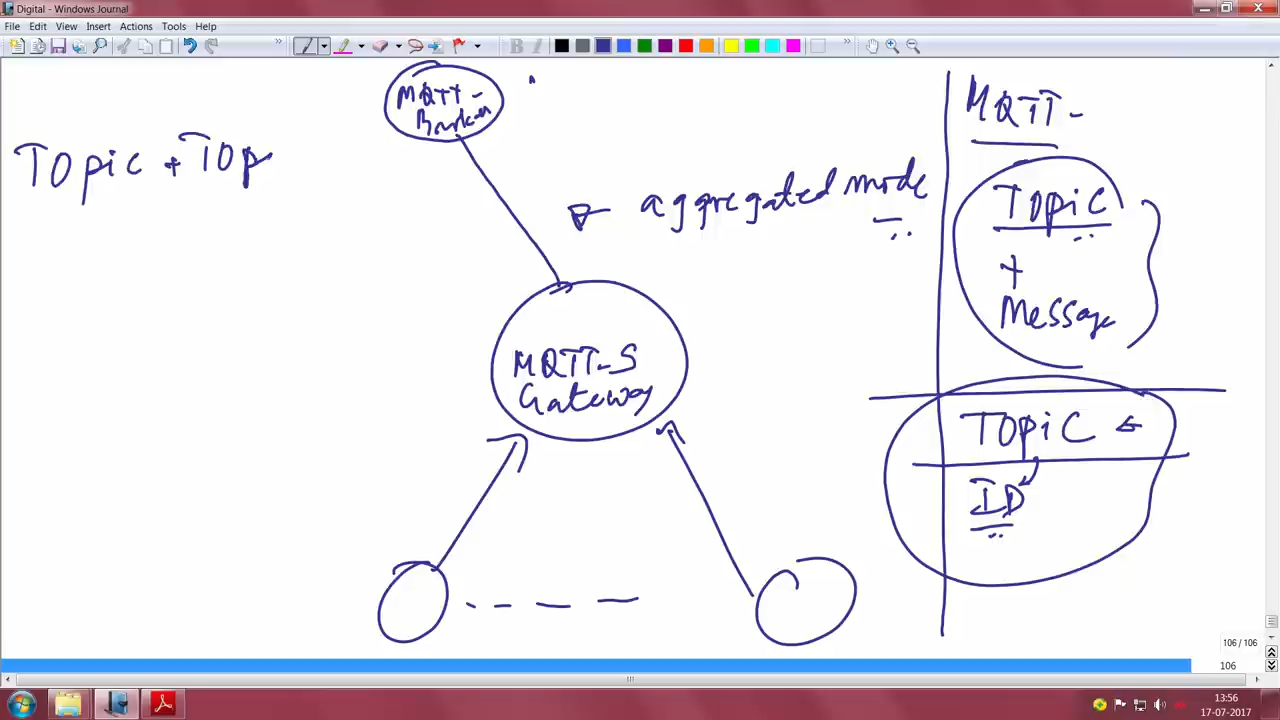 Digital - Windows Journal
File Edit View Insert Actions Tools Help
MQTT-
Topic + Top
aggregated mode
MQTT-S
Gateway
MQTT-
Topic
+
Message
Topic
ID
106 / 106
106
13:56
17-07-2017